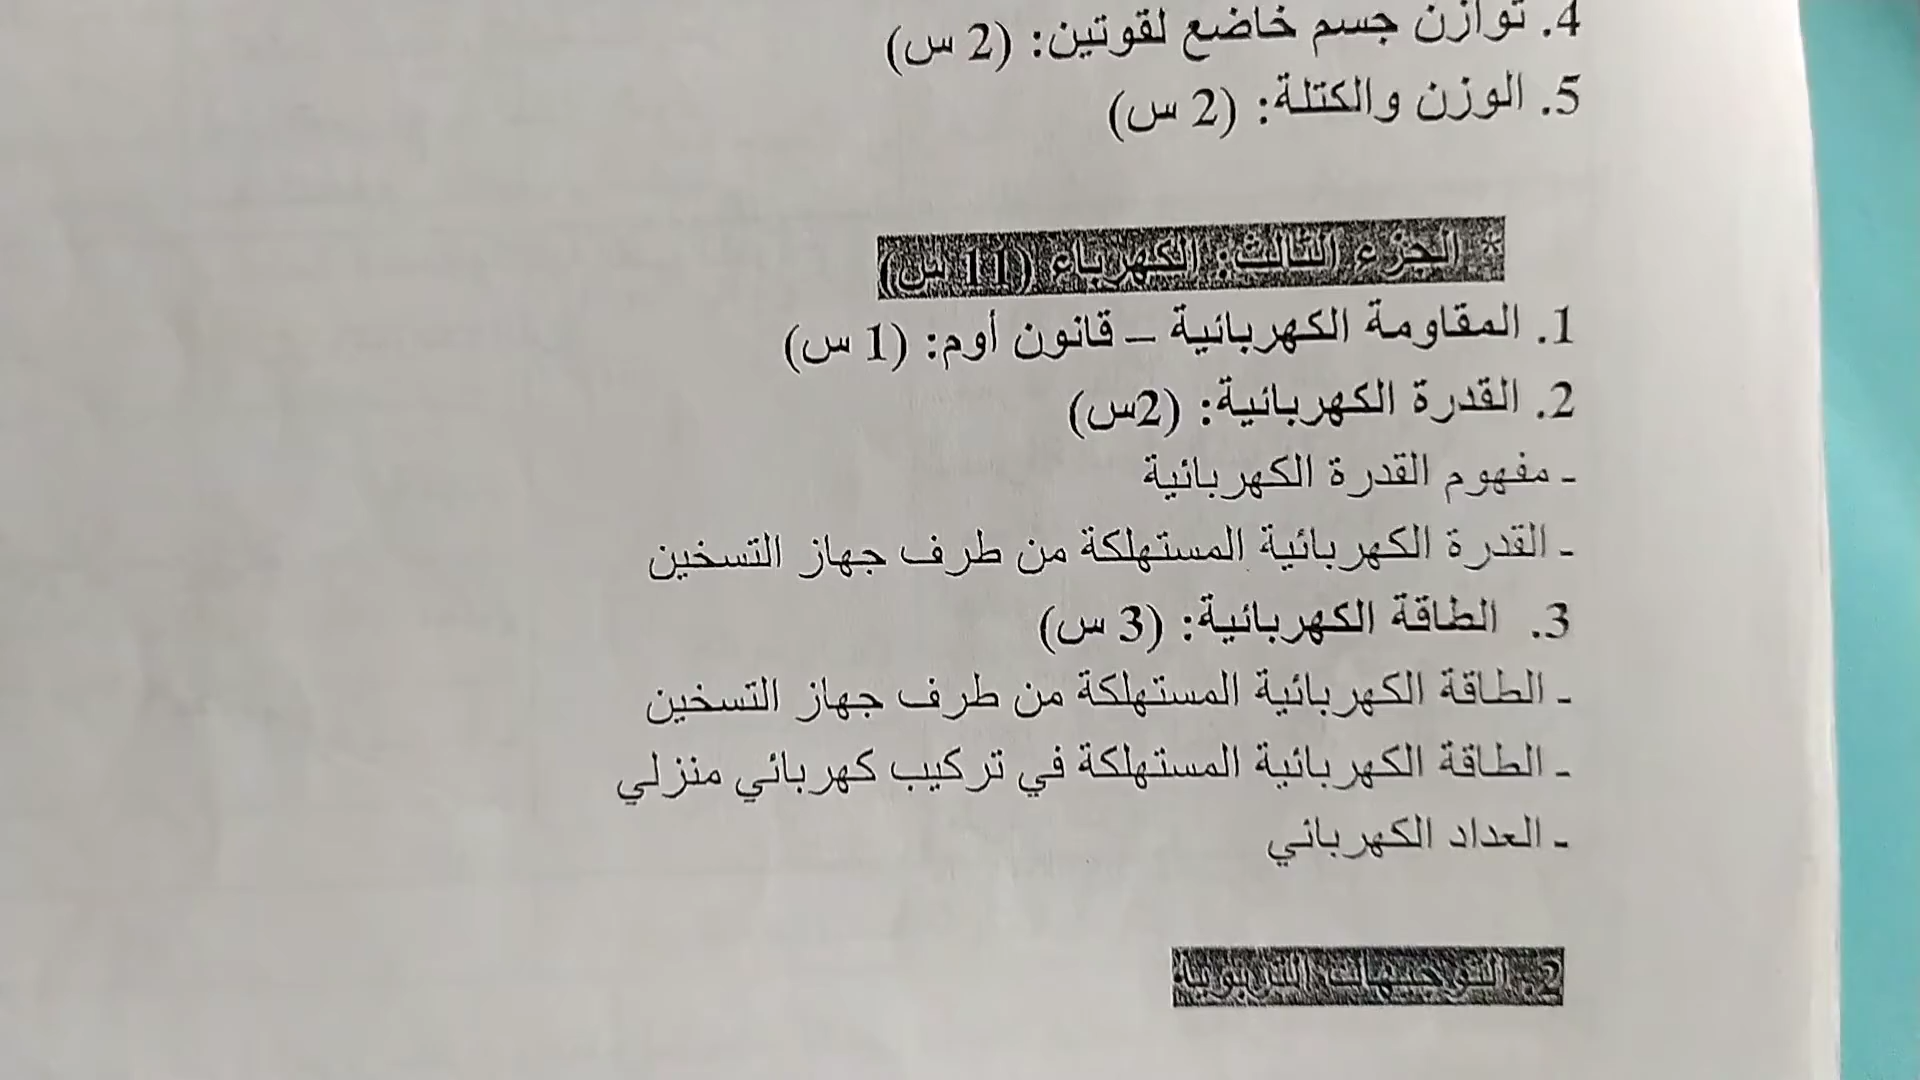 4. توازن جسم خاضع لقوتين: (2 س)
5. الوزن والكتلة: (2 س)
* الجزء الثالث: الكهرباء (11 س)
1. المقاومة الكهربائية – قانون أوم: (1 س)
2. القدرة الكهربائية: (2س)
- مفهوم القدرة الكهربائية
- القدرة الكهربائية المستهلكة من طرف جهاز التسخين
3. الطاقة الكهربائية: (3 س)
- الطاقة الكهربائية المستهلكة من طرف جهاز التسخين
- الطاقة الكهربائية المستهلكة في تركيب كهربائي منزلي
- العداد الكهربائي
2. التوجيهات التربوية